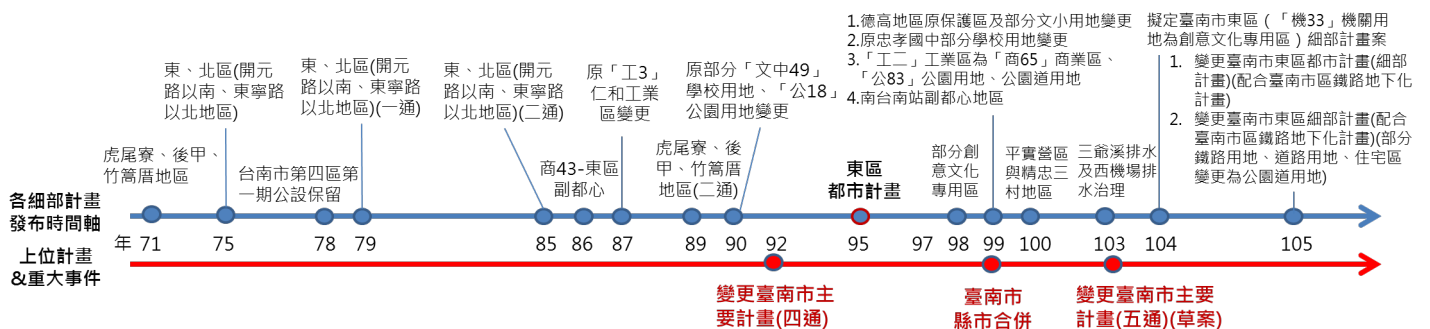 東、北區(開元
路以南、東寧路
以北地區)
東、北區(開元
路以南、東寧路
以北地區)(一通)
東、北區(開元
路以南、東寧路
以北地區)(二通)
原「工3」
仁和工業
區變更
原部分「文中49」
學校用地、「公18」
公園用地變更
1.德高地區原保護區及部分文小用地變更
2.原忠孝國中部分學校用地變更
3.「工二」工業區為「商65」商業區、
「公83」公園用地、公園道用地
4.南台南站副都心地區
擬定臺南市東區(「機33」機關用
地為創意文化專用區)細部計畫案
1. 變更臺南市東區都市計畫(細部
計畫)(配合臺南市區鐵路地下化
計畫)
2. 變更臺南市東區細部計畫(配合
臺南市區鐵路地下化計畫)(部分
鐵路用地、道路用地、住宅區
變更為公園道用地)
虎尾寮、後甲、
竹篙厝地區
台南市第四區第
一期公設保留
商43-東區
副都心
虎尾寮、後
甲、竹篙厝
地區(二通)
東區
都市計畫
部分創
意文化
專用區
平實營區
與精忠三
村地區
三爺溪排水
及西機場排
水治理
各細部計畫
發布時間軸
年 71 75 78 79 85 86 87 89 90 92 95 97 98 99 100 103 104 105
上位計畫
&重大事件
變更臺南市主
要計畫(四通)
臺南市
縣市合併
變更臺南市主要
計畫(五通)(草案)